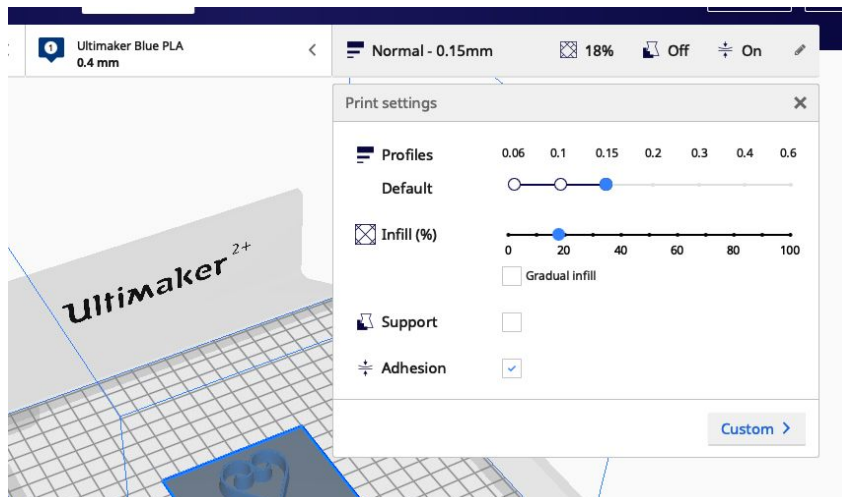 1
Ultimaker Blue PLA
0.4 mm
Normal - 0.15mm
18%
Off
On
Print settings
Profiles
0.06 0.1 0.15 0.2 0.3 0.4 0.6
Default
Infill (%)
0 20 40 60 80 100
Gradual infill
Support
Adhesion
Custom
Ultimaker 2+